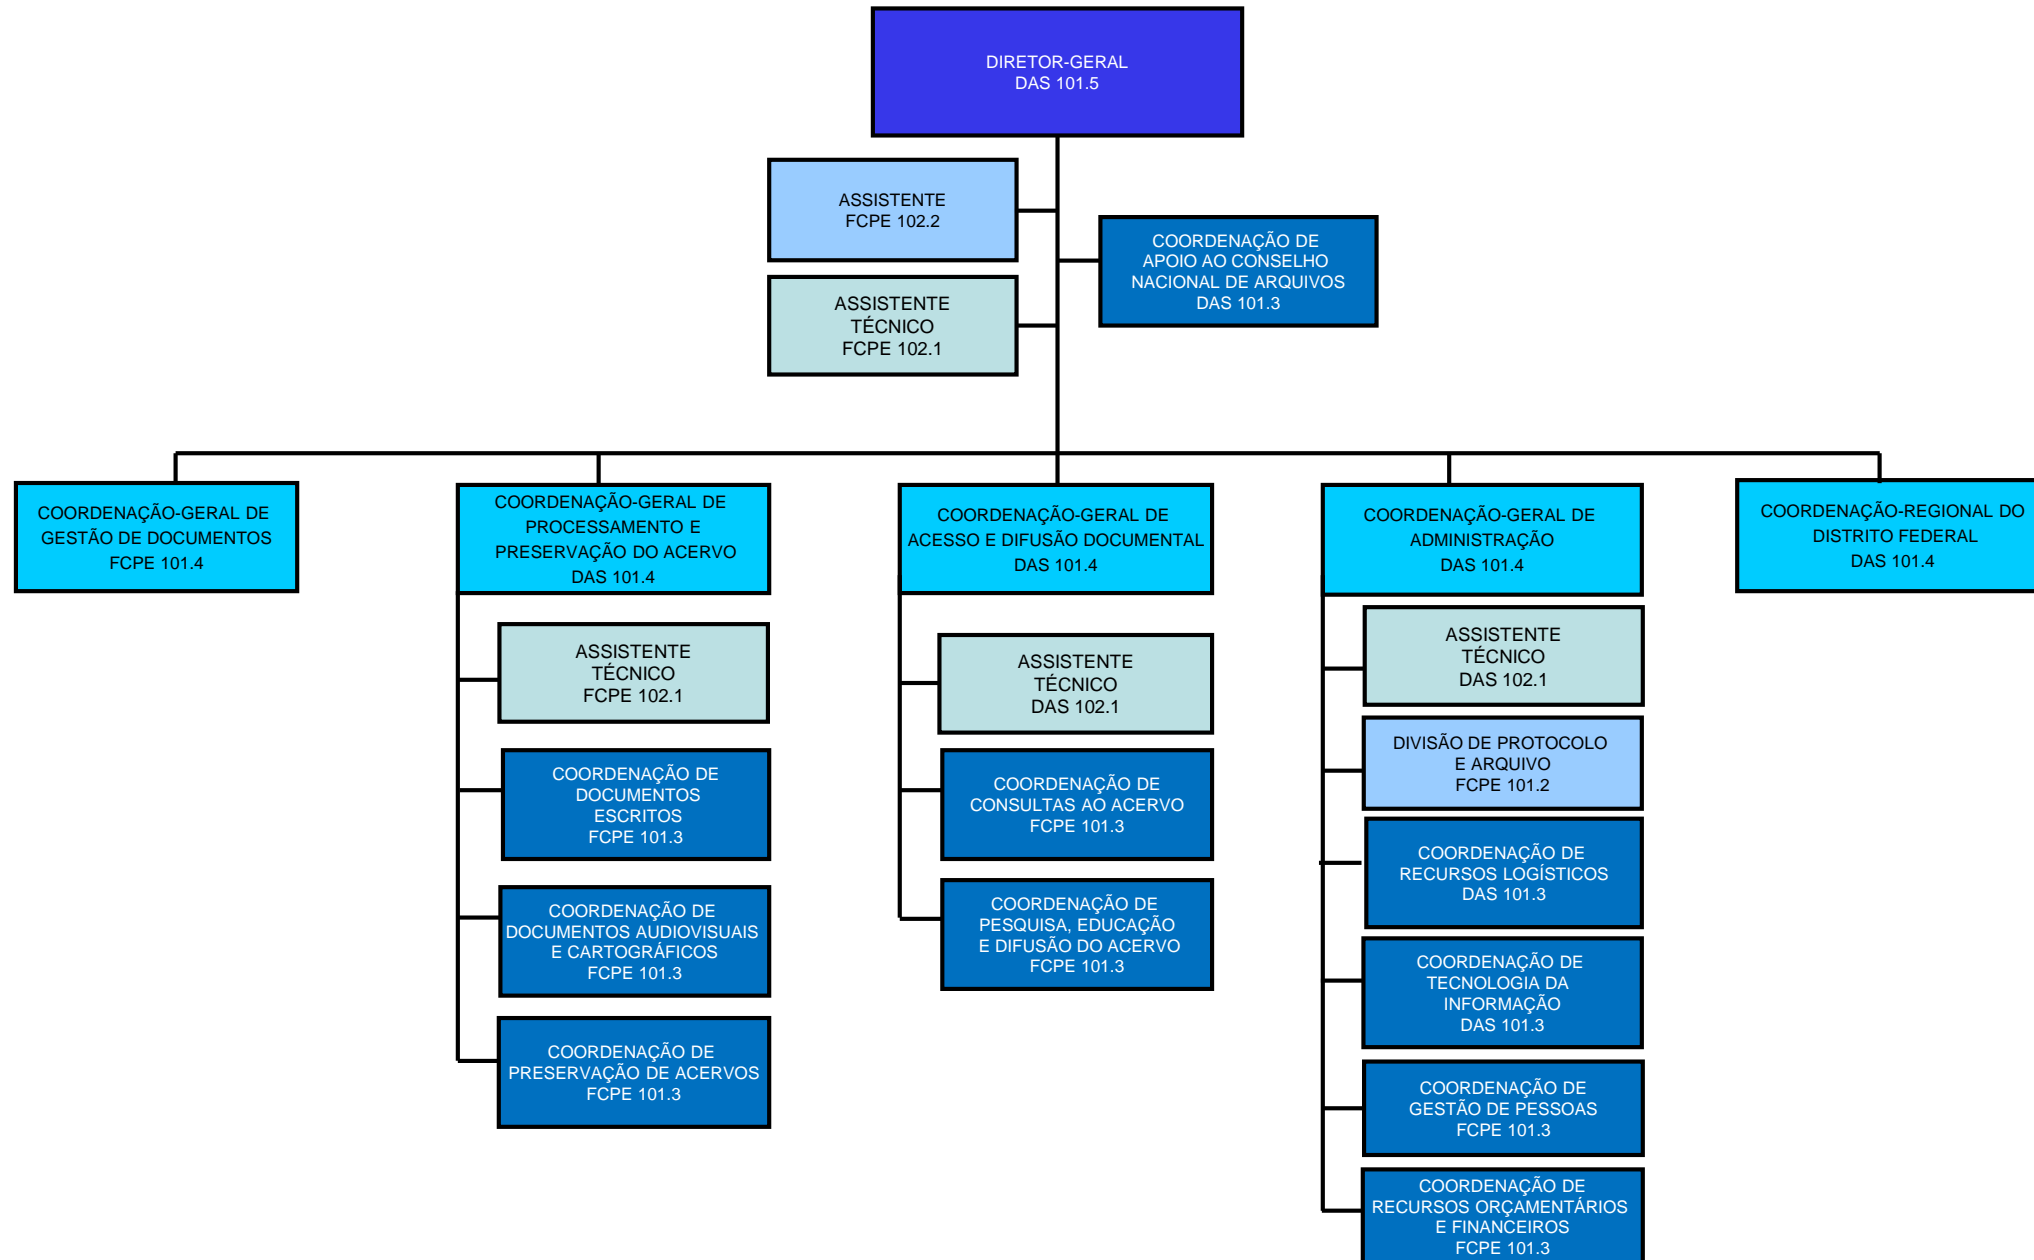 DIRETOR-GERAL
DAS 101.5
ASSISTENTE
FCPE 102.2
COORDENAÇÃO DE
APOIO AO CONSELHO
NACIONAL DE ARQUIVOS
DAS 101.3
ASSISTENTE
TÉCNICO
FCPE 102.1
COORDENAÇÃO-GERAL DE
GESTÃO DE DOCUMENTOS
FCPE 101.4
COORDENAÇÃO-GERAL DE
PROCESSAMENTO E
PRESERVAÇÃO DO ACERVO
DAS 101.4
COORDENAÇÃO-GERAL DE
ACESSO E DIFUSÃO DOCUMENTAL
DAS 101.4
COORDENAÇÃO-GERAL DE
ADMINISTRAÇÃO
DAS 101.4
COORDENAÇÃO-REGIONAL DO
DISTRITO FEDERAL
DAS 101.4
ASSISTENTE
TÉCNICO
FCPE 102.1
COORDENAÇÃO DE
DOCUMENTOS
ESCRITOS
FCPE 101.3
COORDENAÇÃO DE
DOCUMENTOS AUDIOVISUAIS
E CARTOGRÁFICOS
FCPE 101.3
COORDENAÇÃO DE
PRESERVAÇÃO DE ACERVOS
FCPE 101.3
ASSISTENTE
TÉCNICO
DAS 102.1
COORDENAÇÃO DE
CONSULTAS AO ACERVO
FCPE 101.3
COORDENAÇÃO DE
PESQUISA, EDUCAÇÃO
E DIFUSÃO DO ACERVO
FCPE 101.3
ASSISTENTE
TÉCNICO
DAS 102.1
DIVISÃO DE PROTOCOLO
E ARQUIVO
FCPE 101.2
COORDENAÇÃO DE
RECURSOS LOGÍSTICOS
DAS 101.3
COORDENAÇÃO DE
TECNOLOGIA DA
INFORMAÇÃO
DAS 101.3
COORDENAÇÃO DE
GESTÃO DE PESSOAS
FCPE 101.3
COORDENAÇÃO DE
RECURSOS ORÇAMENTÁRIOS
E FINANCEIROS
FCPE 101.3